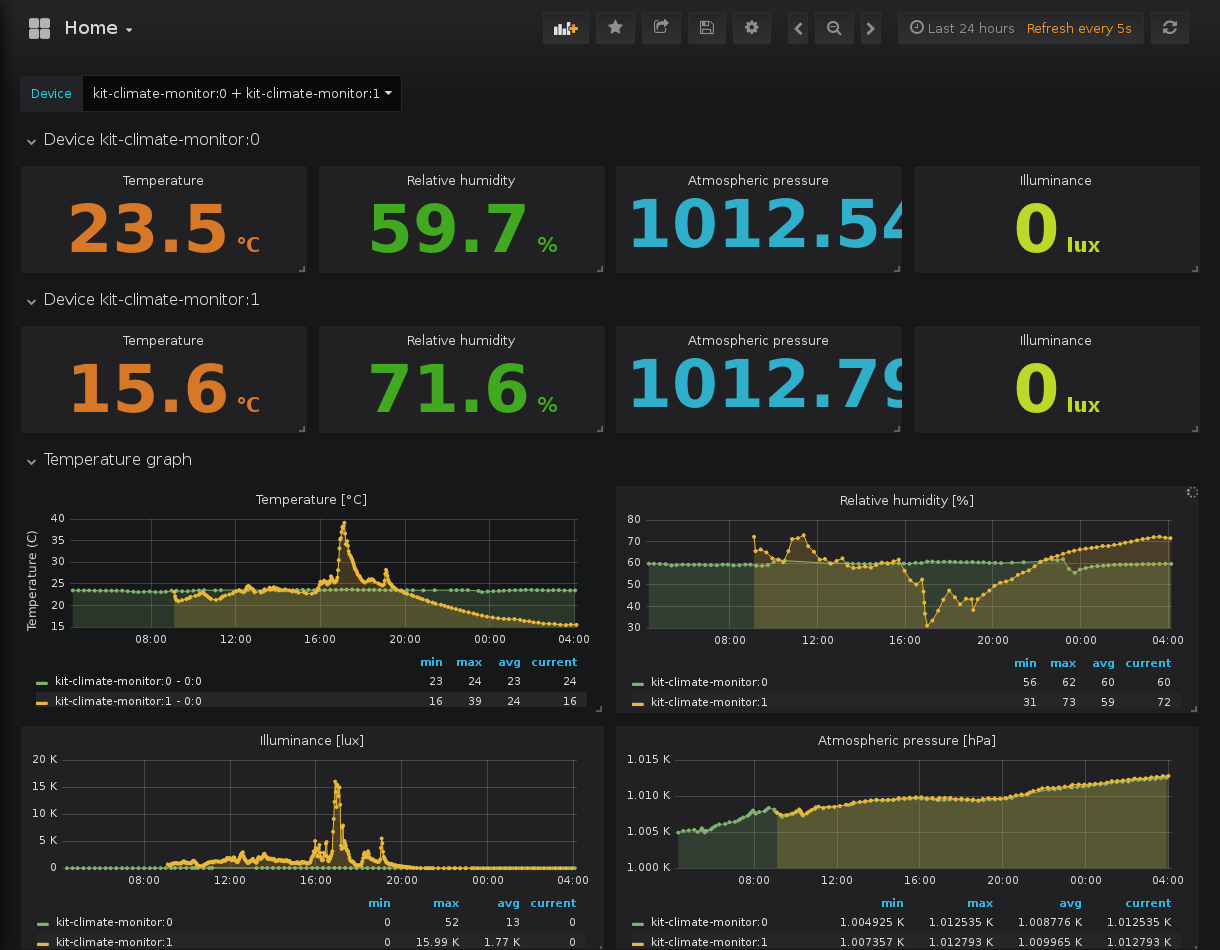 Home
Last 24 hours Refresh every 5s
Device kit-climate-monitor:0 + kit-climate-monitor:1
Device kit-climate-monitor:0
Temperature Relative humidity Atmospheric pressure Illuminance
23.5 °C 59.7 % 1012.54 0 lux
Device kit-climate-monitor:1
Temperature Relative humidity Atmospheric pressure Illuminance
15.6 °C 71.6 % 1012.79 0 lux
Temperature graph
Temperature [°C]
Temperature (C)
40
35
30
25
20
15
08:00 12:00 16:00 20:00 00:00 04:00
min max avg current
kit-climate-monitor:0 - 0:0 23 24 23 24
kit-climate-monitor:1 - 0:0 16 39 24 16
Relative humidity [%]
80
70
60
50
40
30
08:00 12:00 16:00 20:00 00:00 04:00
min max avg current
kit-climate-monitor:0 56 62 60 60
kit-climate-monitor:1 31 73 59 72
Illuminance [lux]
20 K
15 K
10 K
5 K
0
08:00 12:00 16:00 20:00 00:00 04:00
min max avg current
kit-climate-monitor:0 0 52 13 0
kit-climate-monitor:1 0 15.99 K 1.77 K 0
Atmospheric pressure [hPa]
1.015 K
1.010 K
1.005 K
1.000 K
08:00 12:00 16:00 20:00 00:00 04:00
min max avg current
kit-climate-monitor:0 1.004925 K 1.012535 K 1.008776 K 1.012535 K
kit-climate-monitor:1 1.007357 K 1.012793 K 1.009965 K 1.012793 K